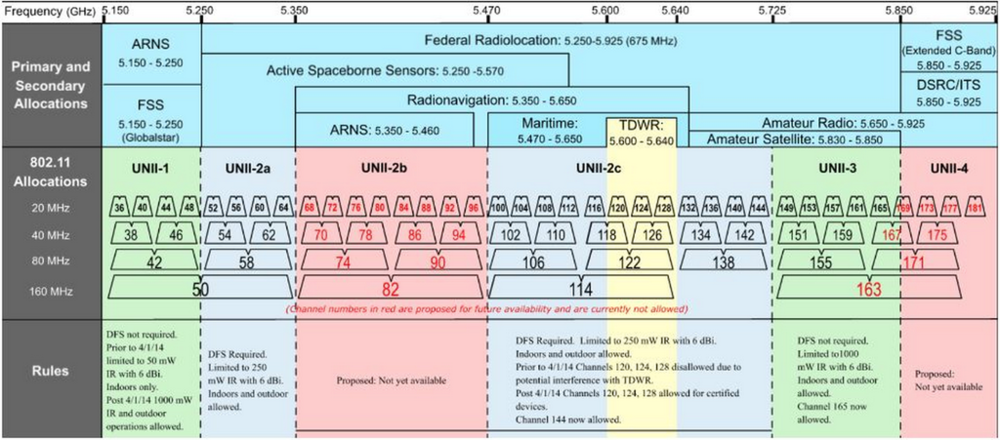 Frequency (GHz) 5.150 5.250 5.350 5.470 5.600 5.640 5.725 5.850 5.925
Primary and
Secondary
Allocations
ARNS
5.150 - 5.250
FSS
5.150 - 5.250
(Globalstar)
Federal Radiolocation: 5.250-5.925 (675 MHz)
Active Spaceborne Sensors: 5.250 -5.570
Radionavigation: 5.350 - 5.650
ARNS: 5.350 - 5.460
Maritime:
5.470 - 5.650
TDWR:
5.600 - 5.640
Amateur Radio: 5.650 - 5.925
Amateur Satellite: 5.830 - 5.850
FSS
(Extended C-Band)
5.850 - 5.925
DSRC/ITS
5.850 - 5.925
802.11
Allocations
UNII-1 UNII-2a UNII-2b UNII-2c UNII-3 UNII-4
20 MHz 36 40 44 48 52 56 60 64 68 72 76 80 84 88 92 96 100 104 108 112 116 120 124 128 132 136 140 144 149 153 157 161 165 169 173 177 181
40 MHz 38 46 54 62 70 78 86 94 102 110 118 126 134 142 151 159 167 175
80 MHz 42 58 74 90 106 122 138 155 171
160 MHz 50 82 114 163
(Channel numbers in red are proposed for future availability and are currently not allowed)
Rules
DFS not required.
Prior to 4/1/14
limited to 50 mW
IR with 6 dBi.
Indoors only.
Post 4/1/14 1000 mW
IR and outdoor
operations allowed.
DFS Required.
Limited to 250
mW IR with 6 dBi.
Indoors and outdoor
allowed.
Proposed: Not yet available
DFS Required. Limited to 250 mW IR with 6 dBi.
Indoors and outdoor allowed.
Prior to 4/1/14 Channels 120, 124, 128 disallowed due to
potential interference with TDWR.
Post 4/1/14 Channels 120, 124, 128 allowed for certified
devices.
Channel 144 now allowed.
DFS not required.
Limited to1000
mW IR with 6 dBi.
Indoors and outdoor
allowed.
Channel 165 now
allowed.
Proposed:
Not yet available